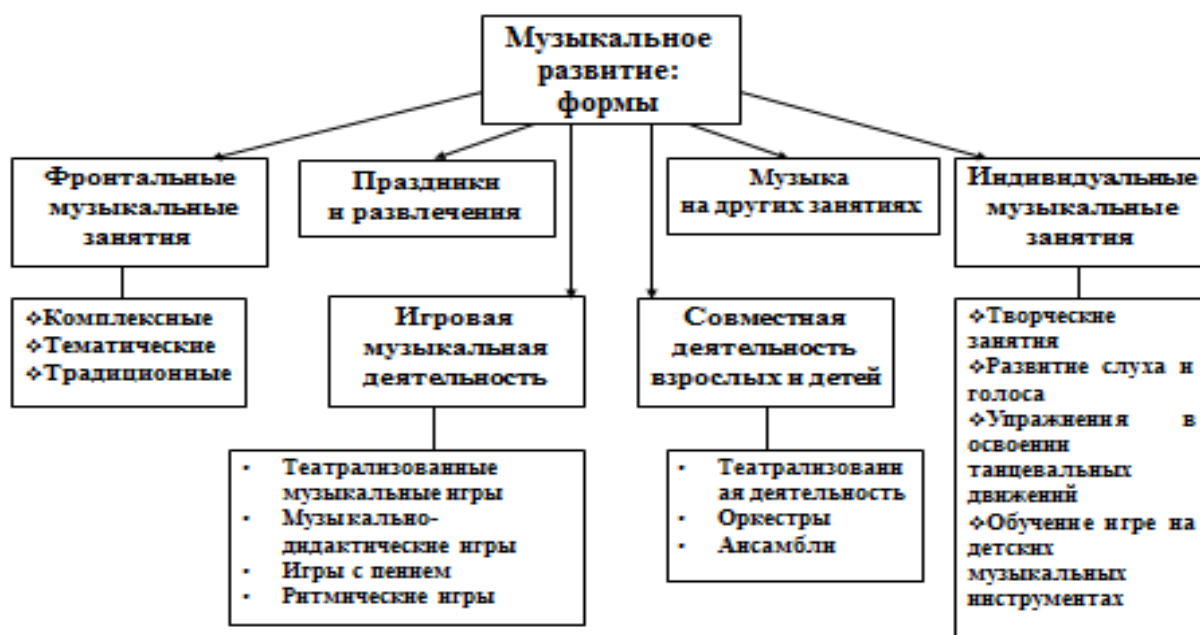 Музыкальное
развитие:
формы
Фронтальные
музыкальные
занятия
Праздники
и развлечения
Музыка
на других занятиях
Индивидуальные
музыкальные
занятия
❖Комплексные
❖Тематические
❖Традиционные
Игровая
музыкальная
деятельность
Совместная
деятельность
взрослых и детей
❖Творческие
занятия
❖Развитие слуха и
голоса
❖Упражнения в
освоении
танцевальных
движений
❖Обучение игре на
детских
музыкальных
инструментах
• Театрализованные
музыкальные игры
• Музыкально-
дидактические игры
• Игры с пением
• Ритмические игры
• Театрализованн
ая деятельность
• Оркестры
• Ансамбли